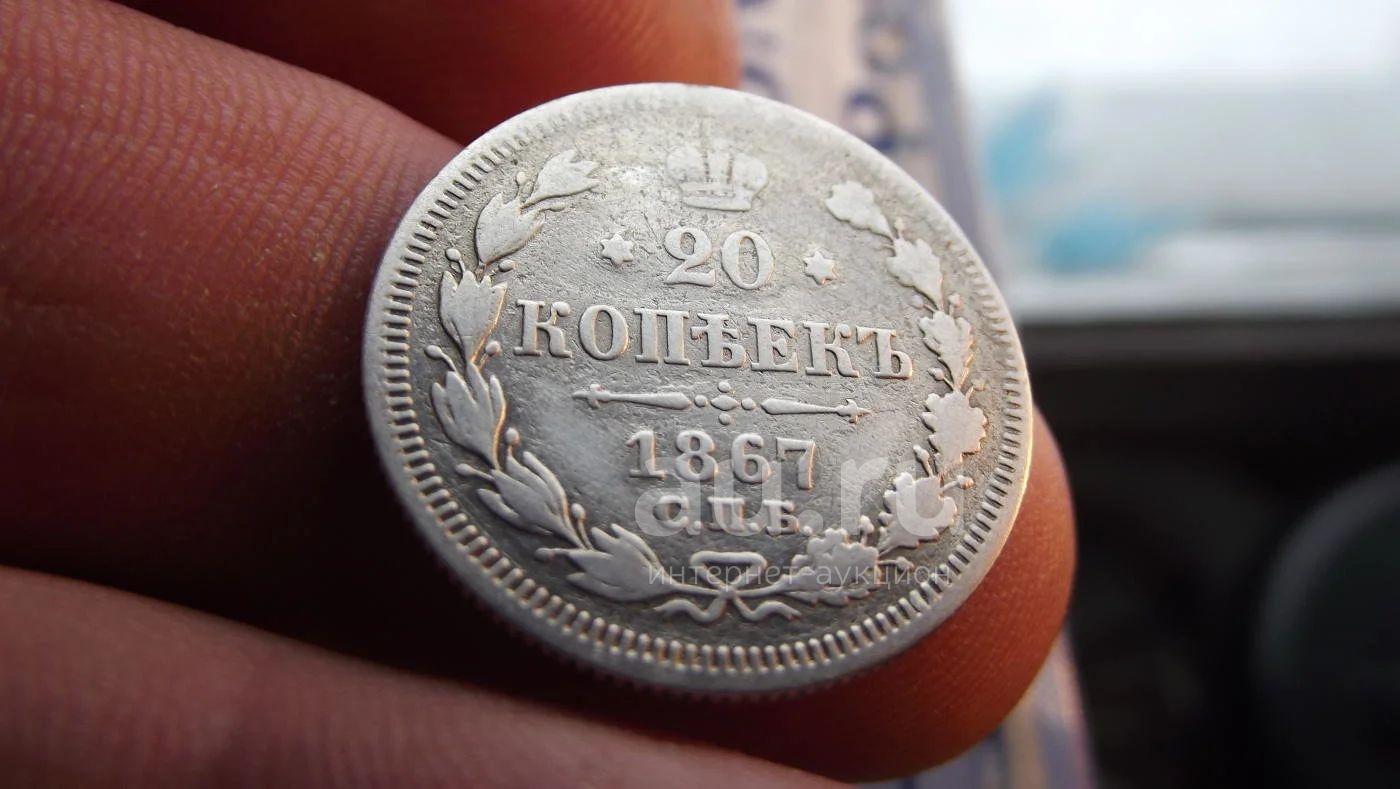 20
КОПѢЕКЪ
1867
С.П.Б.
au.ru
интернет-аукцион